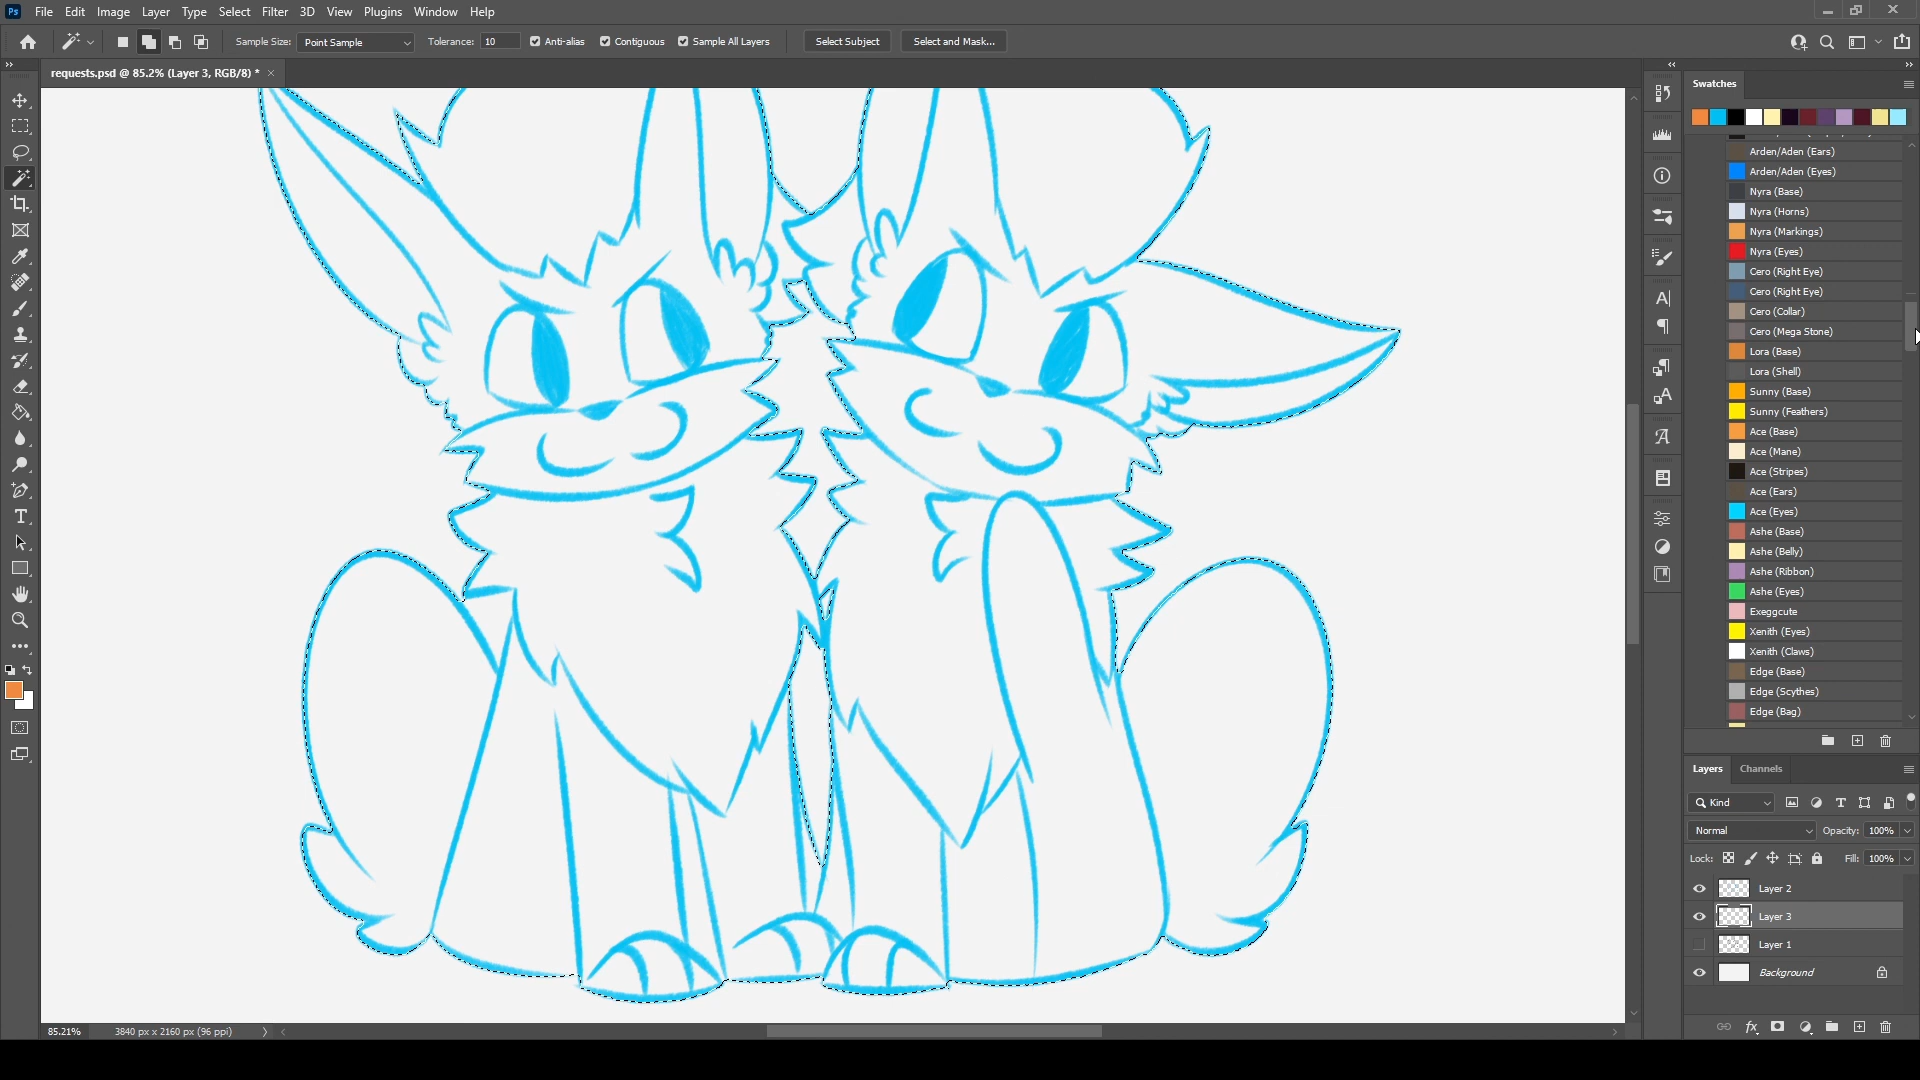 Ps File Edit Image Layer Type Select Filter 3D View Plugins Window Help
Sample Size: Point Sample Tolerance: 10 Anti-alias Contiguous Sample All Layers Select Subject Select and Mask...
requests.psd @ 85.2% (Layer 3, RGB/8) *
Swatches
Arden/Aden (Ears)
Arden/Aden (Eyes)
Nyra (Base)
Nyra (Horns)
Nyra (Markings)
Nyra (Eyes)
Cero (Right Eye)
Cero (Right Eye)
Cero (Collar)
Cero (Mega Stone)
Lora (Base)
Lora (Shell)
Sunny (Base)
Sunny (Feathers)
Ace (Base)
Ace (Mane)
Ace (Stripes)
Ace (Ears)
Ace (Eyes)
Ashe (Base)
Ashe (Belly)
Ashe (Ribbon)
Ashe (Eyes)
Exeggcute
Xenith (Eyes)
Xenith (Claws)
Edge (Base)
Edge (Scythes)
Edge (Bag)
Layers Channels
Kind
Normal Opacity: 100%
Lock: Fill: 100%
Layer 2
Layer 3
Layer 1
Background
85.21% 3840 px x 2160 px (96 ppi)